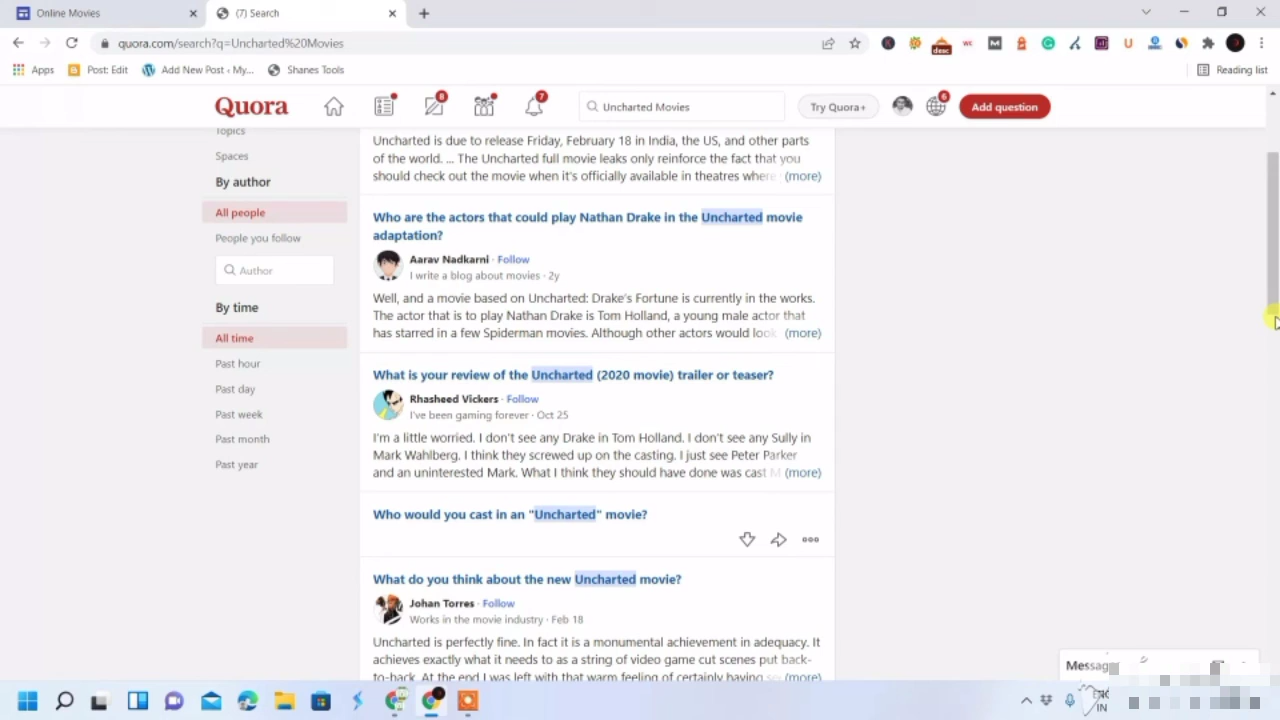 Online Movies
(7) Search
quora.com/search?q=Uncharted%20Movies
desc
Apps
Post: Edit
Add New Post ‹ My...
Shanes Tools
Reading list
Quora
8
7
Uncharted Movies
Try Quora+
6
Add question
Topics
Spaces
By author
All people
People you follow
Author
By time
All time
Past hour
Past day
Past week
Past month
Past year
Uncharted is due to release Friday, February 18 in India, the US, and other parts
of the world. ... The Uncharted full movie leaks only reinforce the fact that you
should check out the movie when it's officially available in theatres where (more)
Who are the actors that could play Nathan Drake in the Uncharted movie
adaptation?
Aarav Nadkarni · Follow
I write a blog about movies · 2y
Well, and a movie based on Uncharted: Drake's Fortune is currently in the works.
The actor that is to play Nathan Drake is Tom Holland, a young male actor that
has starred in a few Spiderman movies. Although other actors would look (more)
What is your review of the Uncharted (2020 movie) trailer or teaser?
Rhasheed Vickers · Follow
I've been gaming forever · Oct 25
I'm a little worried. I don't see any Drake in Tom Holland. I don't see any Sully in
Mark Wahlberg. I think they screwed up on the casting. I just see Peter Parker
and an uninterested Mark. What I think they should have done was cast M (more)
Who would you cast in an "Uncharted" movie?
What do you think about the new Uncharted movie?
Johan Torres · Follow
Works in the movie industry · Feb 18
Uncharted is perfectly fine. In fact it is a monumental achievement in adequacy. It
achieves exactly what it needs to as a string of video game cut scenes put back-
to-back. At the end I was left with that warm feeling of certainly having (more)
IN